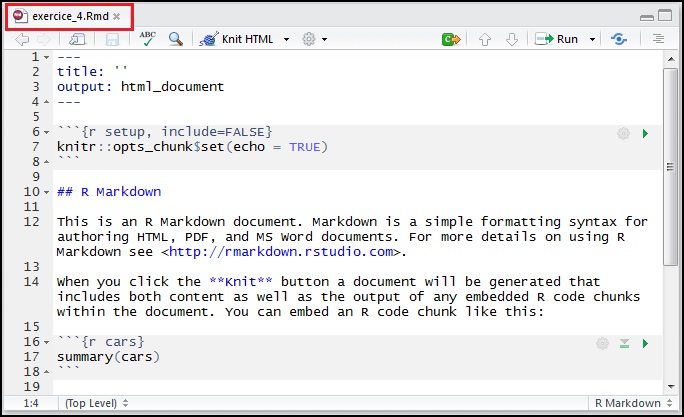 exercice_4.Rmd
ABC Knit HTML Run
1 ---
2 title: ''
3 output: html_document
4 ---
5
6 ```{r setup, include=FALSE}
7 knitr::opts_chunk$set(echo = TRUE)
8 ```
9
10 ## R Markdown
11
12 This is an R Markdown document. Markdown is a simple formatting syntax for
authoring HTML, PDF, and MS Word documents. For more details on using R
Markdown see <http://rmarkdown.rstudio.com>.
13
14 When you click the **Knit** button a document will be generated that
includes both content as well as the output of any embedded R code chunks
within the document. You can embed an R code chunk like this:
15
16 ```{r cars}
17 summary(cars)
18 ```
19
1:4 (Top Level) R Markdown